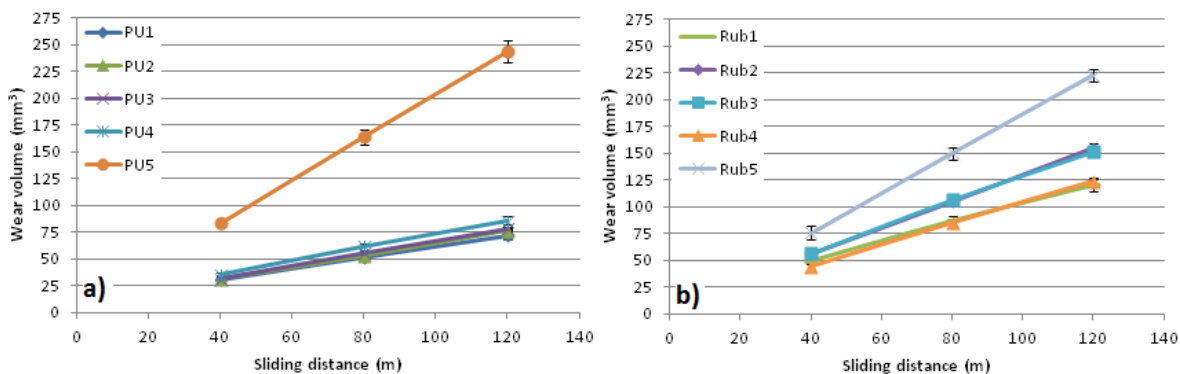 275
250
225
200
175
150
125
100
75
50
25
0
Wear volume (mm³)
PU1
PU2
PU3
PU4
PU5
a)
0 20 40 60 80 100 120 140
Sliding distance (m)
275
250
225
200
175
150
125
100
75
50
25
0
Wear volume (mm³)
Rub1
Rub2
Rub3
Rub4
Rub5
b)
0 20 40 60 80 100 120 140
Sliding distance (m)